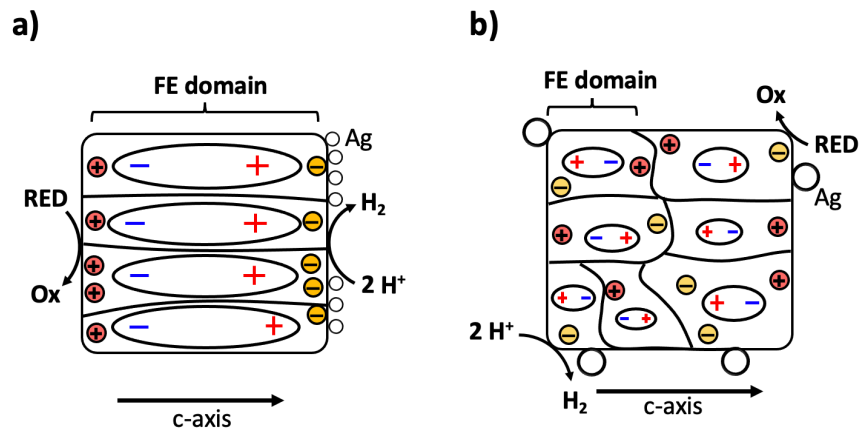 a)
FE domain
Ag
RED
H₂
Ox
2 H⁺
c-axis
b)
FE domain
Ox
RED
Ag
2 H⁺
H₂
c-axis